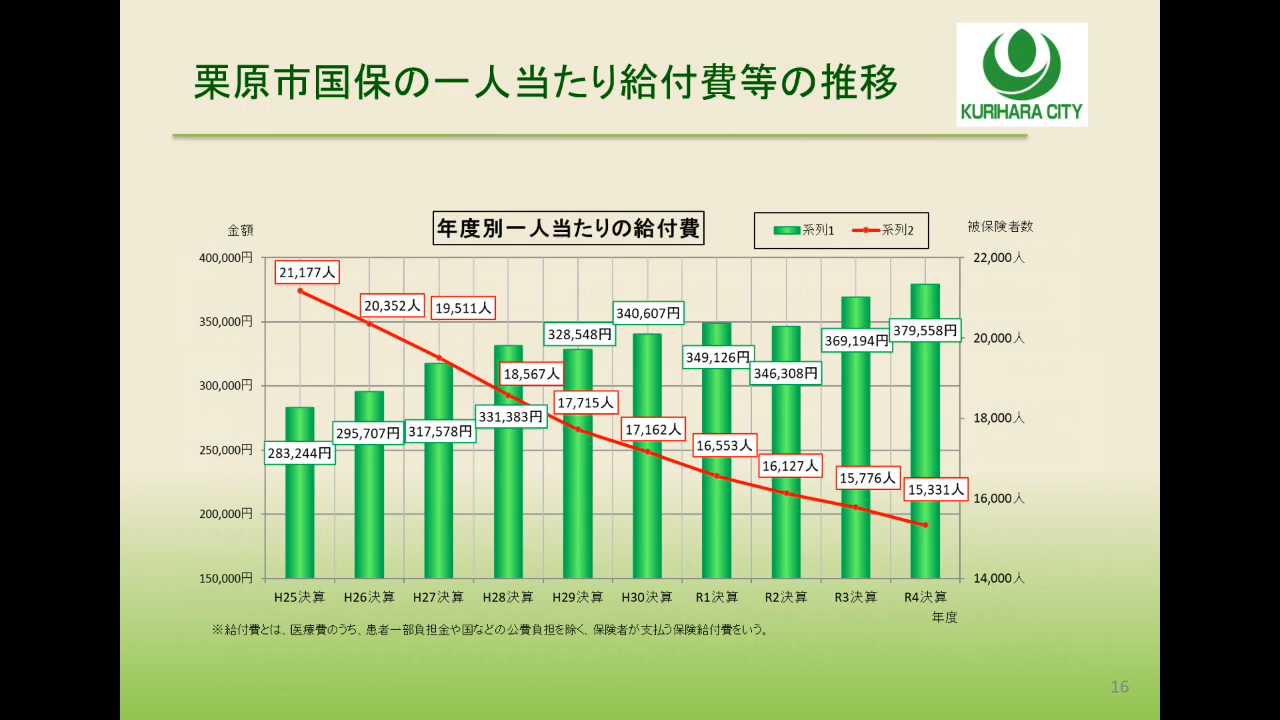 栗原市国保の一人当たり給付費等の推移
KURIHARA CITY
年度別一人当たりの給付費
系列1 系列2
金額
被保険者数
400,000円
350,000円
300,000円
250,000円
200,000円
150,000円
22,000人
20,000人
18,000人
16,000人
14,000人
21,177人
20,352人
19,511人
18,567人
17,715人
17,162人
16,553人
16,127人
15,776人
15,331人
283,244円
295,707円
317,578円
331,383円
328,548円
340,607円
349,126円
346,308円
369,194円
379,558円
H25決算 H26決算 H27決算 H28決算 H29決算 H30決算 R1決算 R2決算 R3決算 R4決算
年度
※給付費とは、医療費のうち、患者一部負担金や国などの公費負担を除く、保険者が支払う保険給付費をいう。
16